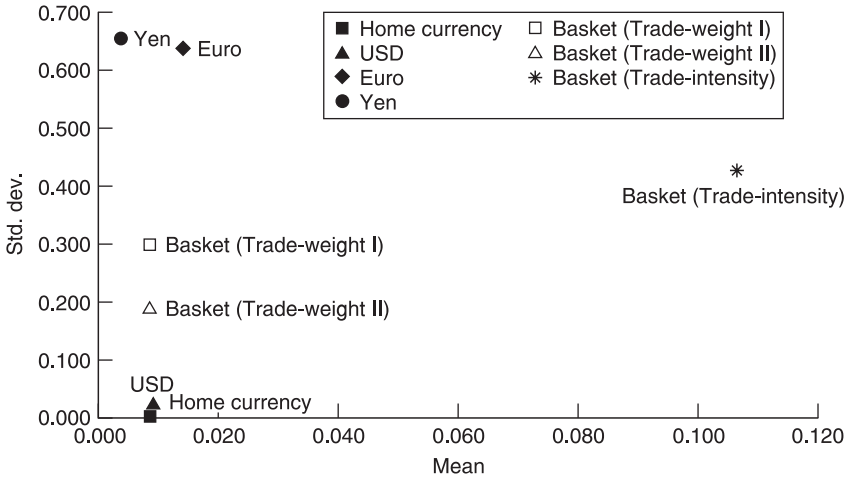 0.700
0.600
0.500
0.400
0.300
0.200
0.100
0.000
Std. dev.
Yen
Euro
Home currency
USD
Euro
Yen
Basket (Trade-weight I)
Basket (Trade-weight II)
Basket (Trade-intensity)
Basket (Trade-intensity)
Basket (Trade-weight I)
Basket (Trade-weight II)
USD
Home currency
0.000 0.020 0.040 0.060 0.080 0.100 0.120
Mean